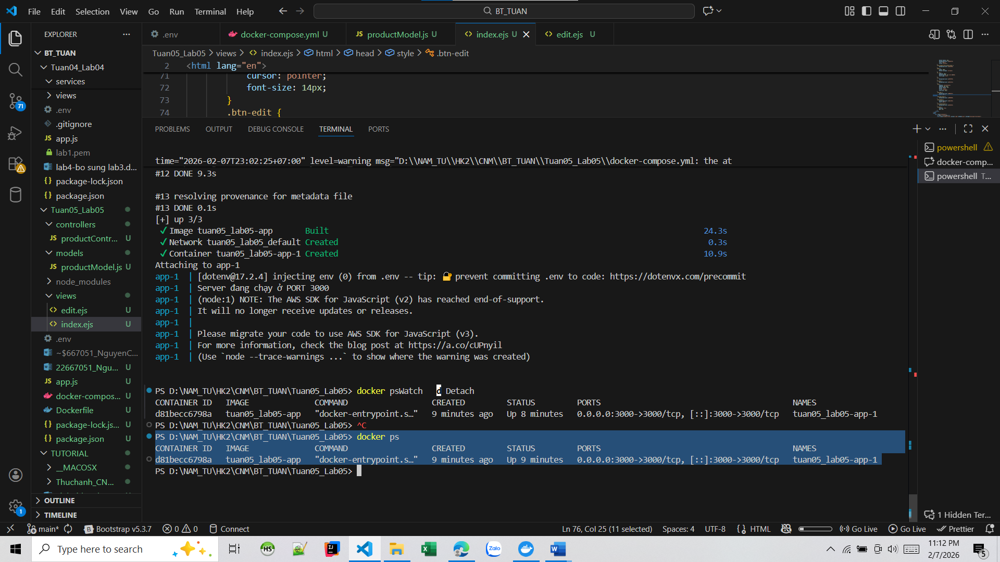 File Edit Selection View Go Run Terminal Help
BT_TUAN
EXPLORER
BT_TUAN
Tuan04_Lab04
services
views
.env
.gitignore
app.js
lab1.pem
lab4-bo sung lab3.d...
package-lock.json
package.json
Tuan05_Lab05
controllers
productContr... U
models
productModel.js U
node_modules
views
edit.ejs U
index.ejs U
.env
~$667051_NguyenC...
22667051_Ngu... U
app.js U
docker-compos... U
Dockerfile U
package-lock.js... U
package.json U
TUTORIAL
__MACOSX
Thuchanh_CN...
OUTLINE
TIMELINE
71
1
.env
docker-compose.yml U
productModel.js U
index.ejs U
edit.ejs U
Tuan05_Lab05 > views > index.ejs > html > head > style > .btn-edit
2 <html lang="en">
71 cursor: pointer;
72 font-size: 14px;
73 }
74 .btn-edit {
PROBLEMS OUTPUT DEBUG CONSOLE TERMINAL PORTS
time="2026-02-07T23:02:25+07:00" level=warning msg="D:\\NAM_TU\\HK2\\CNM\\BT_TUAN\\Tuan05_Lab05\\docker-compose.yml: the at
#12 DONE 9.3s
#13 resolving provenance for metadata file
#13 DONE 0.1s
[+] up 3/3
✓Image tuan05_lab05-app Built 24.3s
✓Network tuan05_lab05_default Created 0.3s
✓Container tuan05_lab05-app-1 Created 10.9s
Attaching to app-1
app-1 | [dotenv@17.2.4] injecting env (0) from .env -- tip: 🔐 prevent committing .env to code: https://dotenvx.com/precommit
app-1 | Server đang chạy ở PORT 3000
app-1 | (node:1) NOTE: The AWS SDK for JavaScript (v2) has reached end-of-support.
app-1 | It will no longer receive updates or releases.
app-1 |
app-1 | Please migrate your code to use AWS SDK for JavaScript (v3).
app-1 | For more information, check the blog post at https://a.co/cUPnyil
app-1 | (Use `node --trace-warnings ...` to show where the warning was created)
PS D:\NAM_TU\HK2\CNM\BT_TUAN\Tuan05_Lab05> docker psWatch d Detach
CONTAINER ID IMAGE COMMAND CREATED STATUS PORTS NAMES
d81becc6798a tuan05_lab05-app "docker-entrypoint.s…" 9 minutes ago Up 8 minutes 0.0.0.0:3000->3000/tcp, [::]:3000->3000/tcp tuan05_lab05-app-1
PS D:\NAM_TU\HK2\CNM\BT_TUAN\Tuan05_Lab05> ^C
PS D:\NAM_TU\HK2\CNM\BT_TUAN\Tuan05_Lab05> docker ps
CONTAINER ID IMAGE COMMAND CREATED STATUS PORTS NAMES
d81becc6798a tuan05_lab05-app "docker-entrypoint.s…" 9 minutes ago Up 9 minutes 0.0.0.0:3000->3000/tcp, [::]:3000->3000/tcp tuan05_lab05-app-1
PS D:\NAM_TU\HK2\CNM\BT_TUAN\Tuan05_Lab05>
powershell
docker-comp...
powershell T...
1 Hidden Ter...
main* Bootstrap v5.3.7 0 0 Connect
Ln 76, Col 25 (11 selected) Spaces: 4 UTF-8 {} HTML Go Live Go Live Prettier
Type here to search
HS
Zalo
11:12 PM
2/7/2026
5